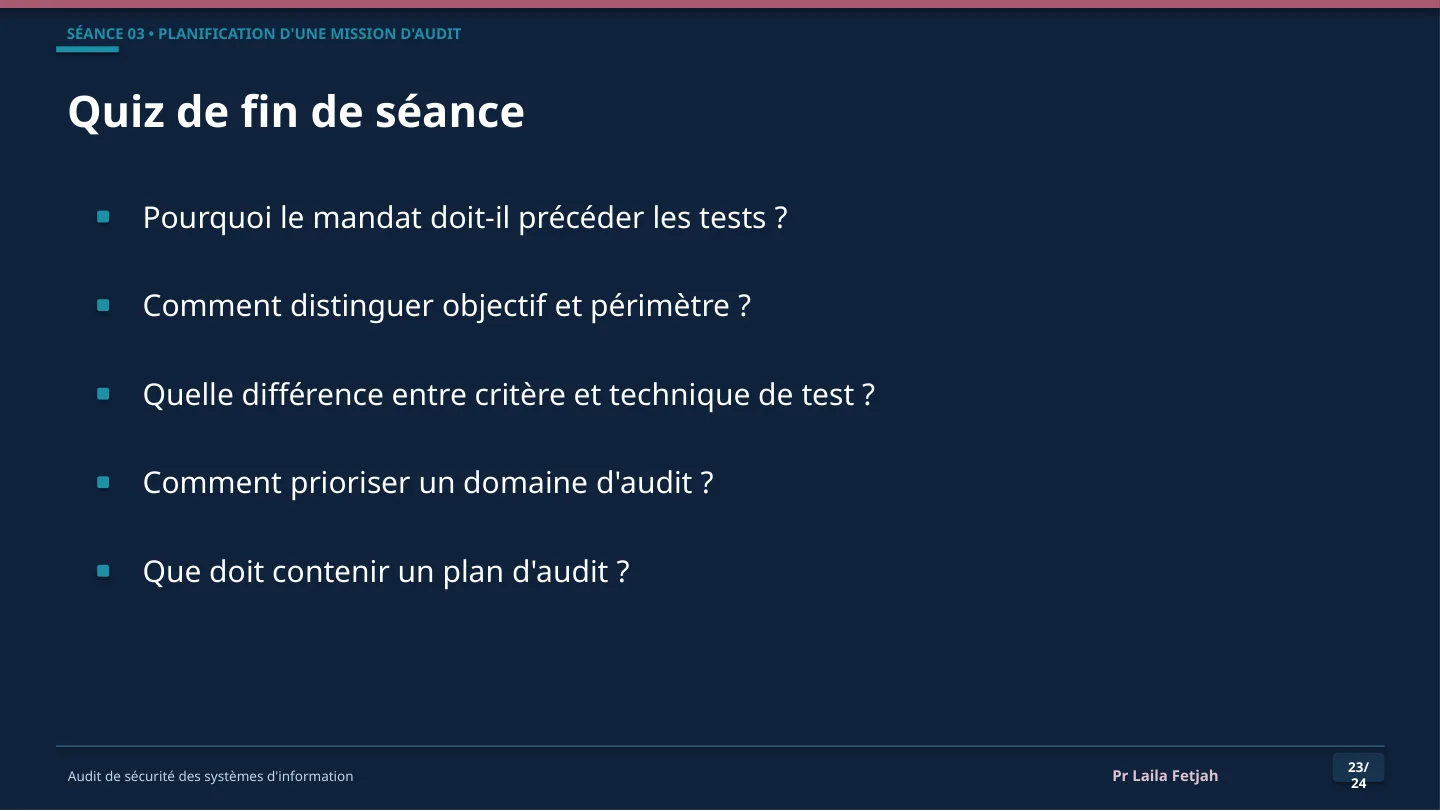 SÉANCE 03 • PLANIFICATION D'UNE MISSION D'AUDIT
Quiz de fin de séance
Pourquoi le mandat doit-il précéder les tests ?
Comment distinguer objectif et périmètre ?
Quelle différence entre critère et technique de test ?
Comment prioriser un domaine d'audit ?
Que doit contenir un plan d'audit ?
Audit de sécurité des systèmes d'information
Pr Laila Fetjah
23/
24